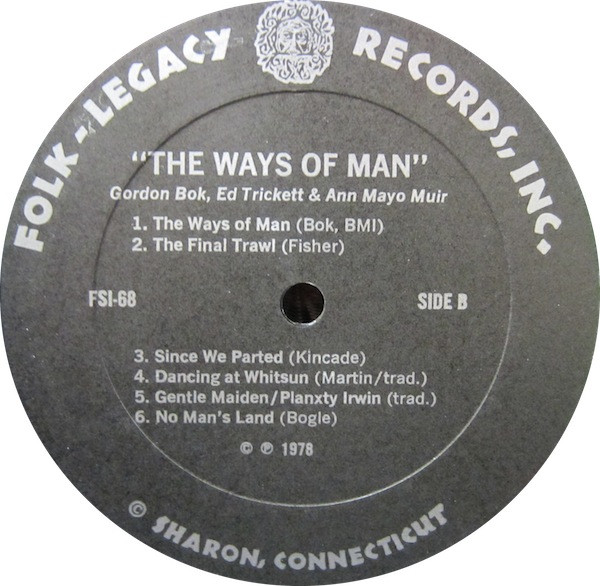 FOLK-LEGACY RECORDS, INC.
"THE WAYS OF MAN"
Gordon Bok, Ed Trickett & Ann Mayo Muir
1. The Ways of Man (Bok, BMI)
2. The Final Trawl (Fisher)
FSI-68 SIDE B
3. Since We Parted (Kincade)
4. Dancing at Whitsun (Martin/trad.)
5. Gentle Maiden/Planxty Irwin (trad.)
6. No Man's Land (Bogle)
© ℗ 1978
© SHARON, CONNECTICUT